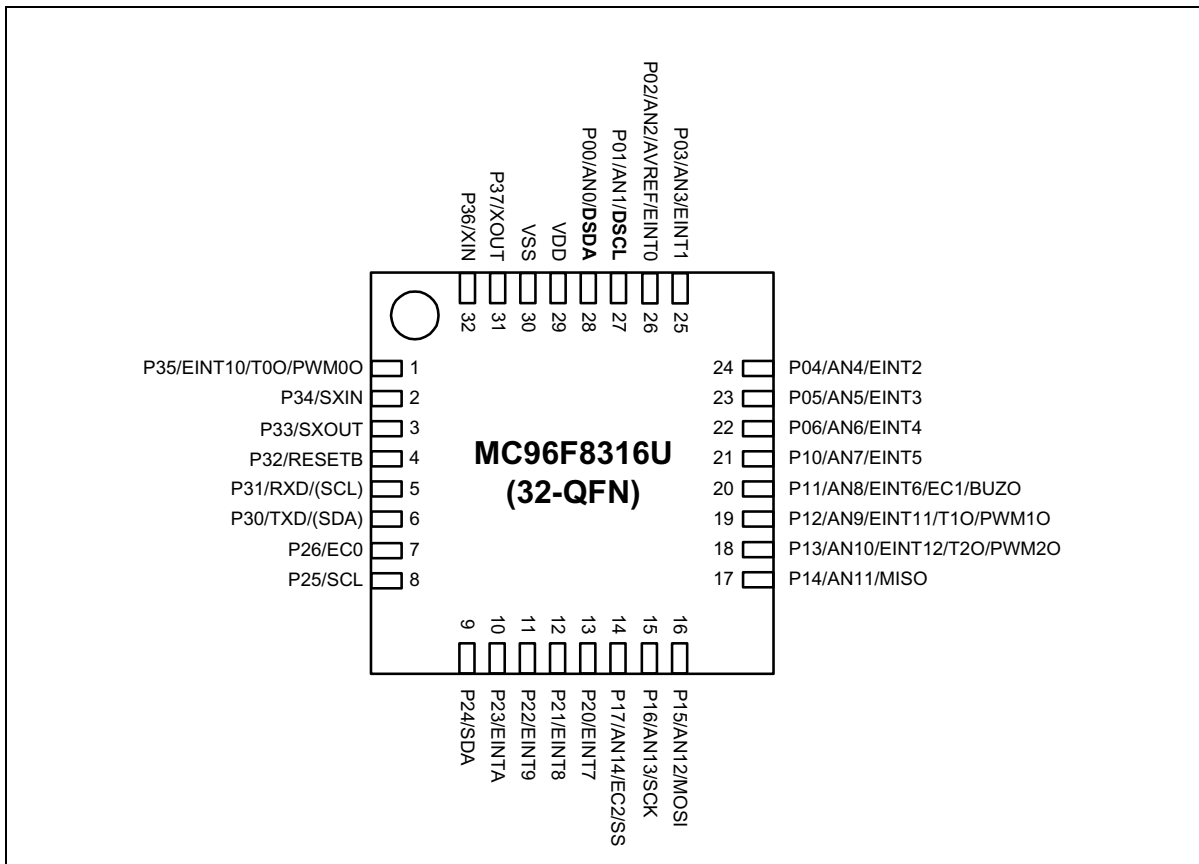 P36/XIN
P37/XOUT
VSS
VDD
P00/AN0/DSDA
P01/AN1/DSCL
P02/AN2/AVREF/EINT0
P03/AN3/EINT1
32
31
30
29
28
27
26
25
P35/EINT10/T0O/PWM0O 1
P34/SXIN 2
P33/SXOUT 3
P32/RESETB 4
P31/RXD/(SCL) 5
P30/TXD/(SDA) 6
P26/EC0 7
P25/SCL 8
MC96F8316U
(32-QFN)
24 P04/AN4/EINT2
23 P05/AN5/EINT3
22 P06/AN6/EINT4
21 P10/AN7/EINT5
20 P11/AN8/EINT6/EC1/BUZO
19 P12/AN9/EINT11/T1O/PWM1O
18 P13/AN10/EINT12/T2O/PWM2O
17 P14/AN11/MISO
9
10
11
12
13
14
15
16
P24/SDA
P23/EINTA
P22/EINT9
P21/EINT8
P20/EINT7
P17/AN14/EC2/SS
P16/AN13/SCK
P15/AN12/MOSI